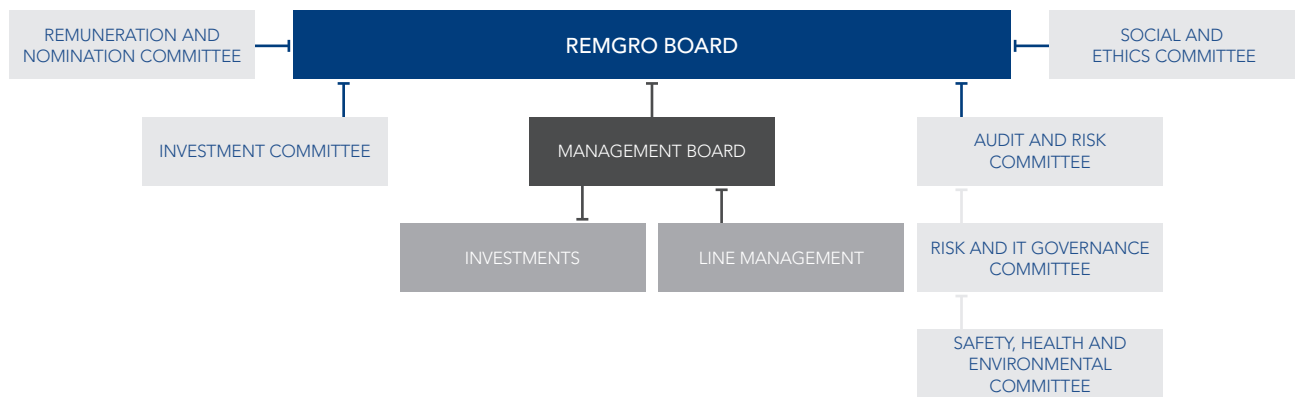 REMUNERATION AND
NOMINATION COMMITTEE
REMGRO BOARD
SOCIAL AND
ETHICS COMMITTEE
INVESTMENT COMMITTEE
MANAGEMENT BOARD
AUDIT AND RISK
COMMITTEE
INVESTMENTS
LINE MANAGEMENT
RISK AND IT GOVERNANCE
COMMITTEE
SAFETY, HEALTH AND
ENVIRONMENTAL
COMMITTEE